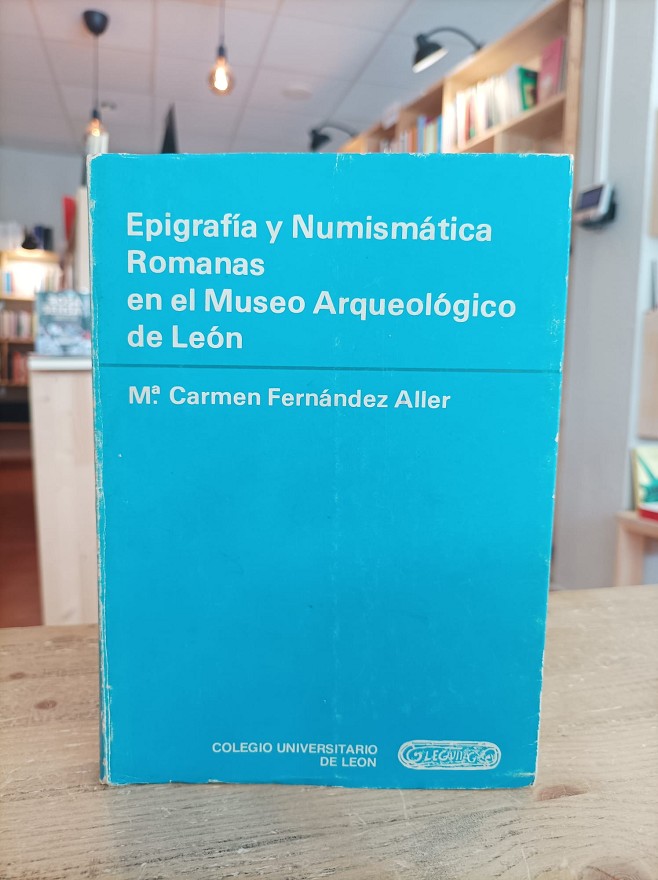 Epigrafía y Numismática
Romanas
en el Museo Arqueológico
de León
Mª. Carmen Fernández Aller
COLEGIO UNIVERSITARIO
DE LEON